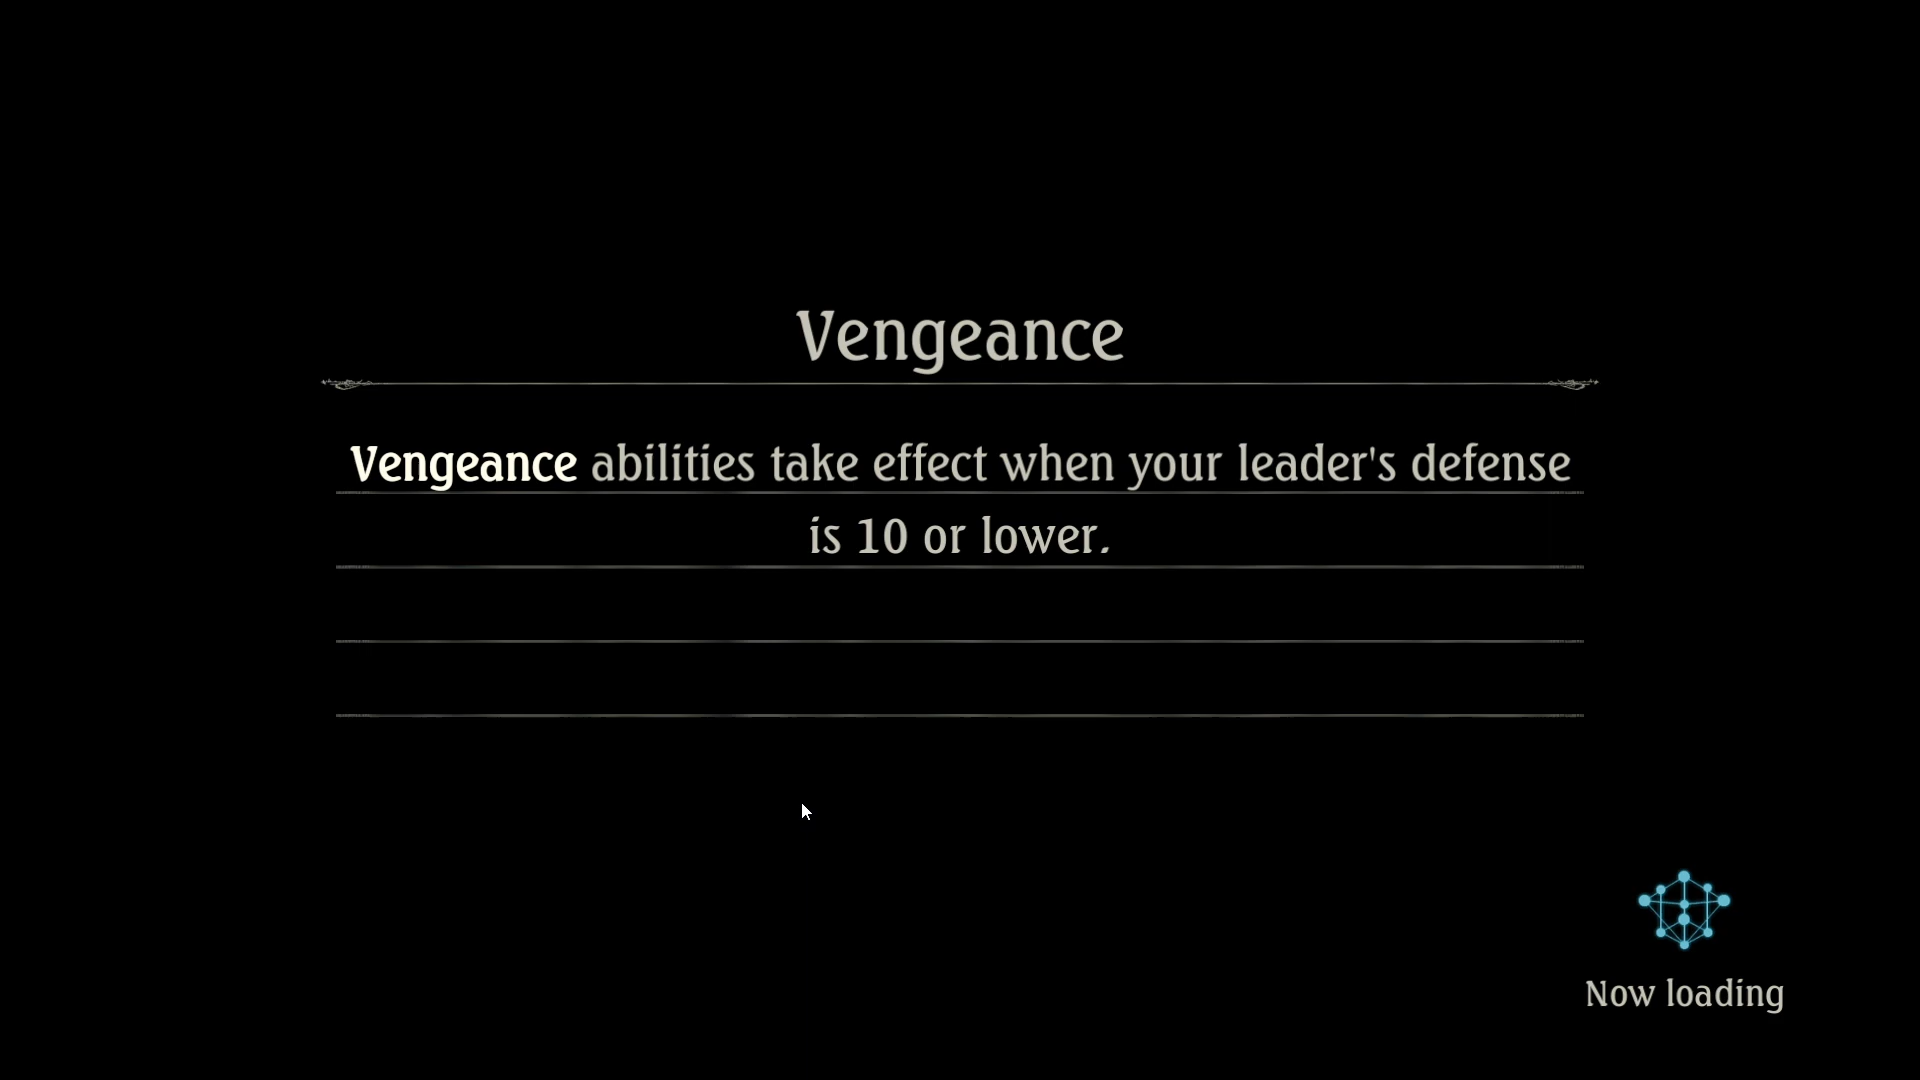 Vengeance
Vengeance abilities take effect when your leader's defense
is 10 or lower.
Now loading